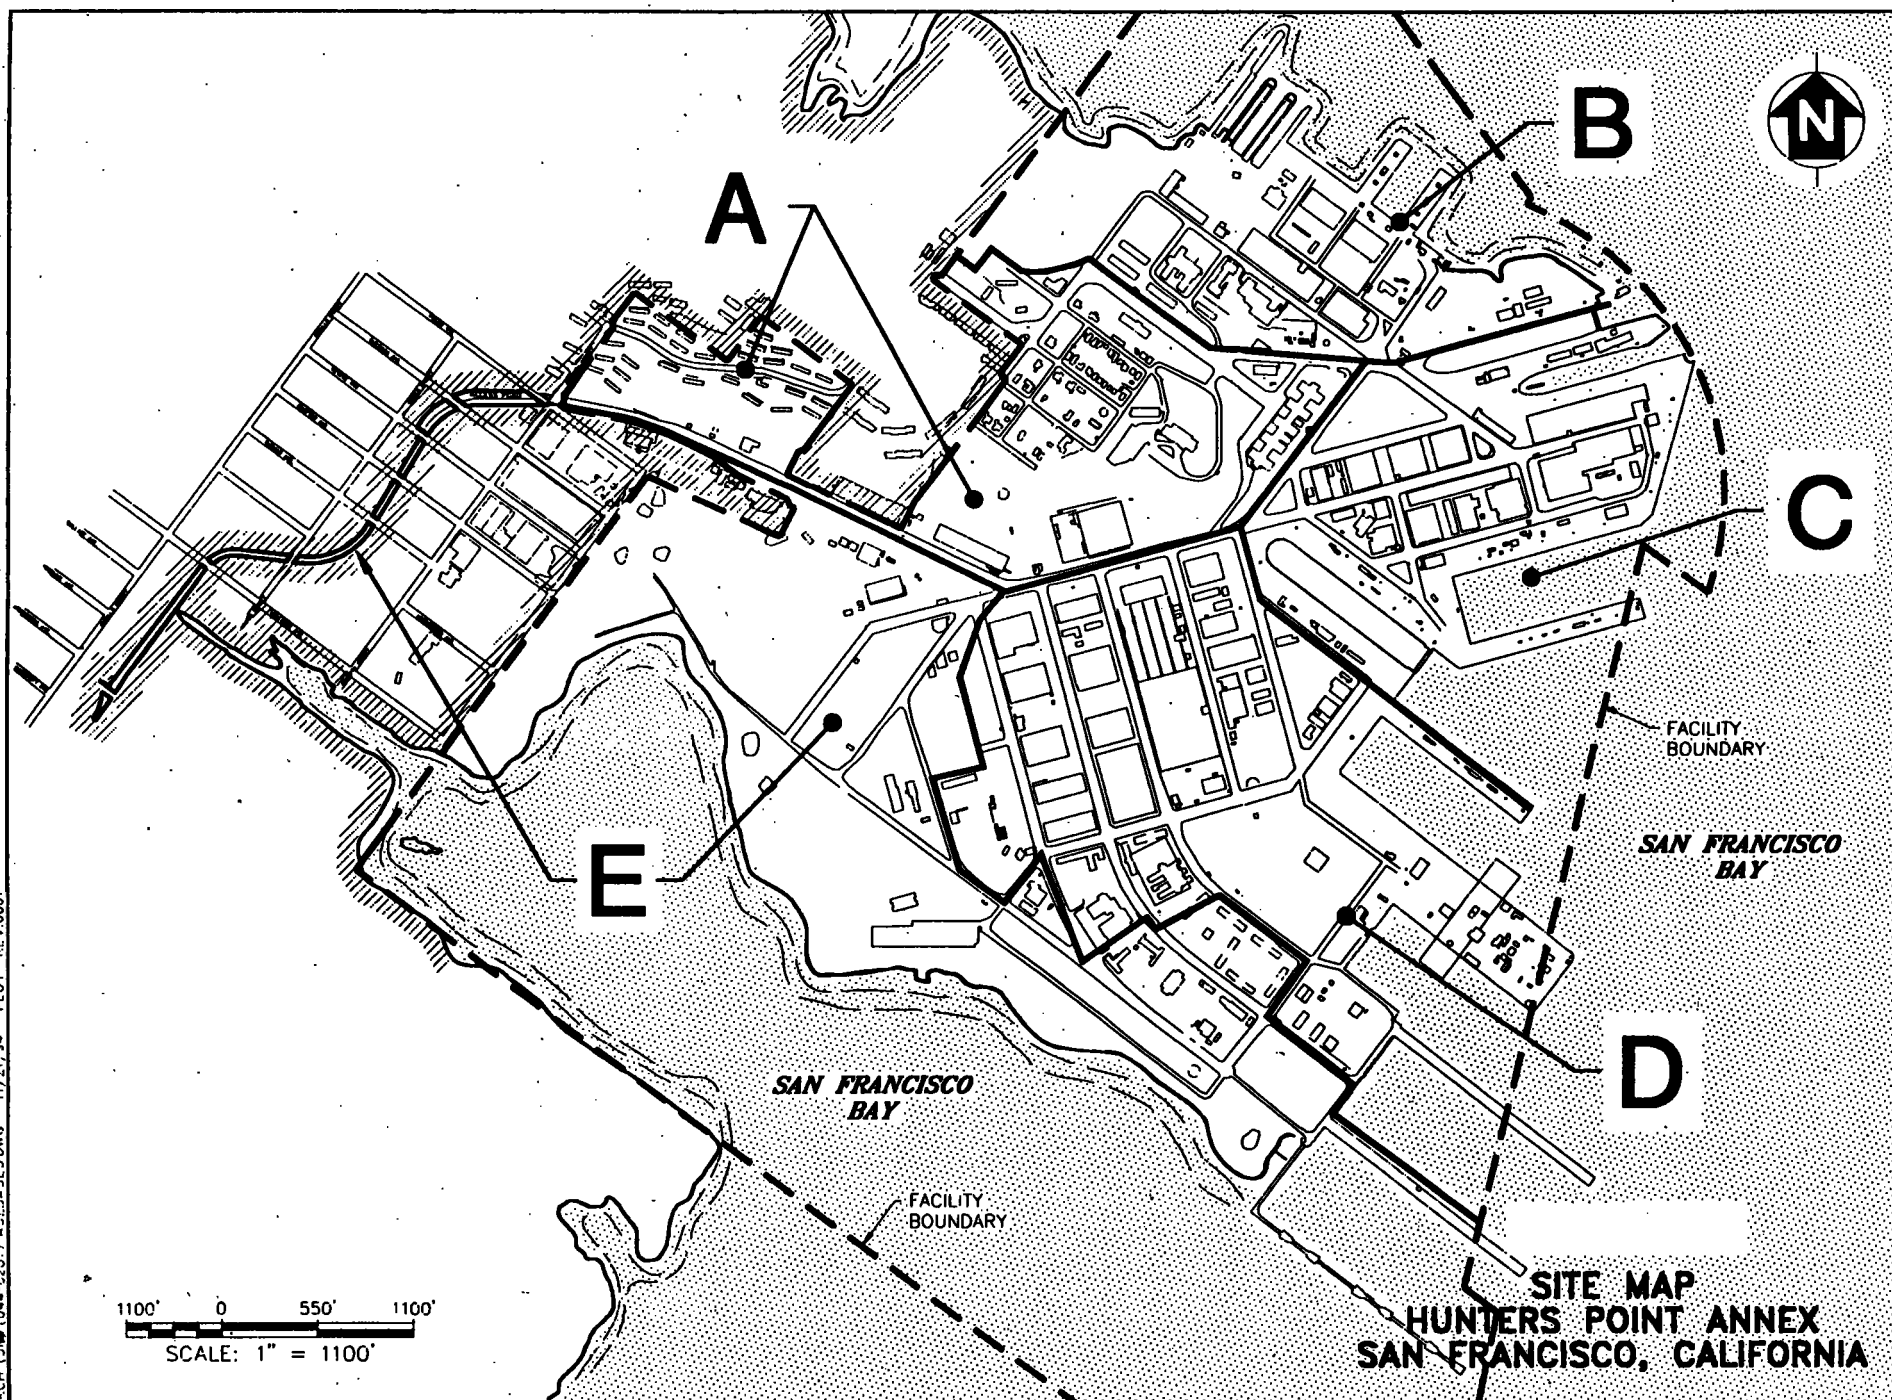 B
N
A
C
FACILITY
BOUNDARY
SAN FRANCISCO
BAY
E
D
SAN FRANCISCO
BAY
FACILITY
BOUNDARY
1100' 0 550' 1100'
SCALE: 1" = 1100'
SITE MAP
HUNTERS POINT ANNEX
SAN FRANCISCO, CALIFORNIA